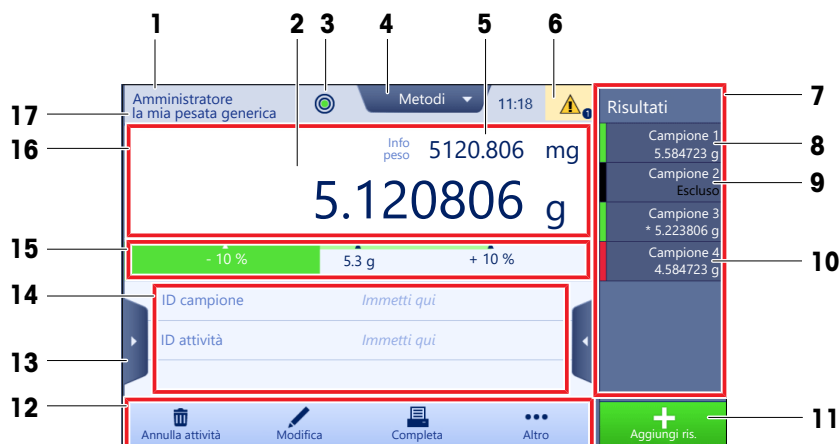 1 2 3 4 5 6
Amministratore
la mia pesata generica
Metodi
11:18
1
Info
peso
5120.806 mg
5.120806 g
- 10 % 5.3 g + 10 %
ID campione Immetti qui
ID attività Immetti qui
Annulla attività Modifica Completa Altro
Risultati
Campione 1
5.584723 g
Campione 2
Escluso
Campione 3
* 5.223806 g
Campione 4
4.584723 g
Aggiungi ris.
7
8
9
10
11
17
16
15
14
13
12